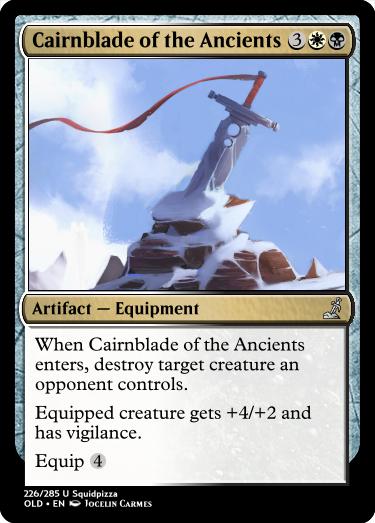 Cairnblade of the Ancients 3
Artifact — Equipment
When Cairnblade of the Ancients
enters, destroy target creature an
opponent controls.
Equipped creature gets +4/+2 and
has vigilance.
Equip 4
226/285 U Squidpizza
OLD • EN Jocelin Carmes